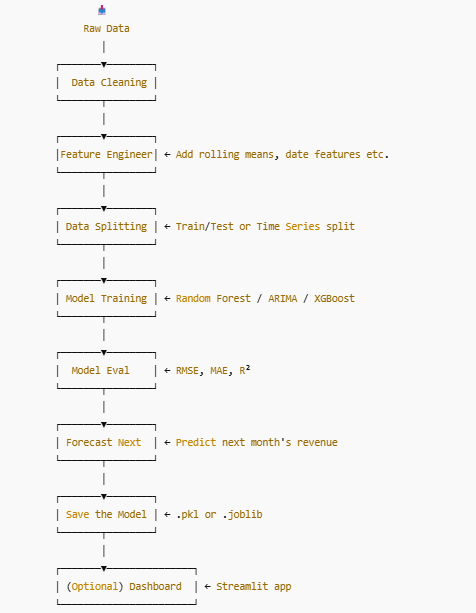 Raw Data
Data Cleaning
Feature Engineer ← Add rolling means, date features etc.
Data Splitting ← Train/Test or Time Series split
Model Training ← Random Forest / ARIMA / XGBoost
Model Eval ← RMSE, MAE, R²
Forecast Next ← Predict next month's revenue
Save the Model ← .pkl or .joblib
(Optional) Dashboard ← Streamlit app